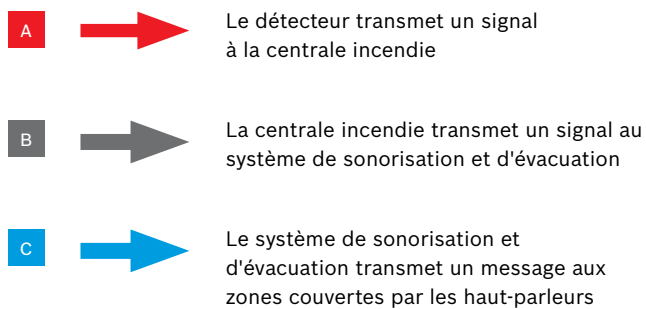 A
Le détecteur transmet un signal
à la centrale incendie
B
La centrale incendie transmet un signal au
système de sonorisation et d'évacuation
C
Le système de sonorisation et
d'évacuation transmet un message aux
zones couvertes par les haut-parleurs